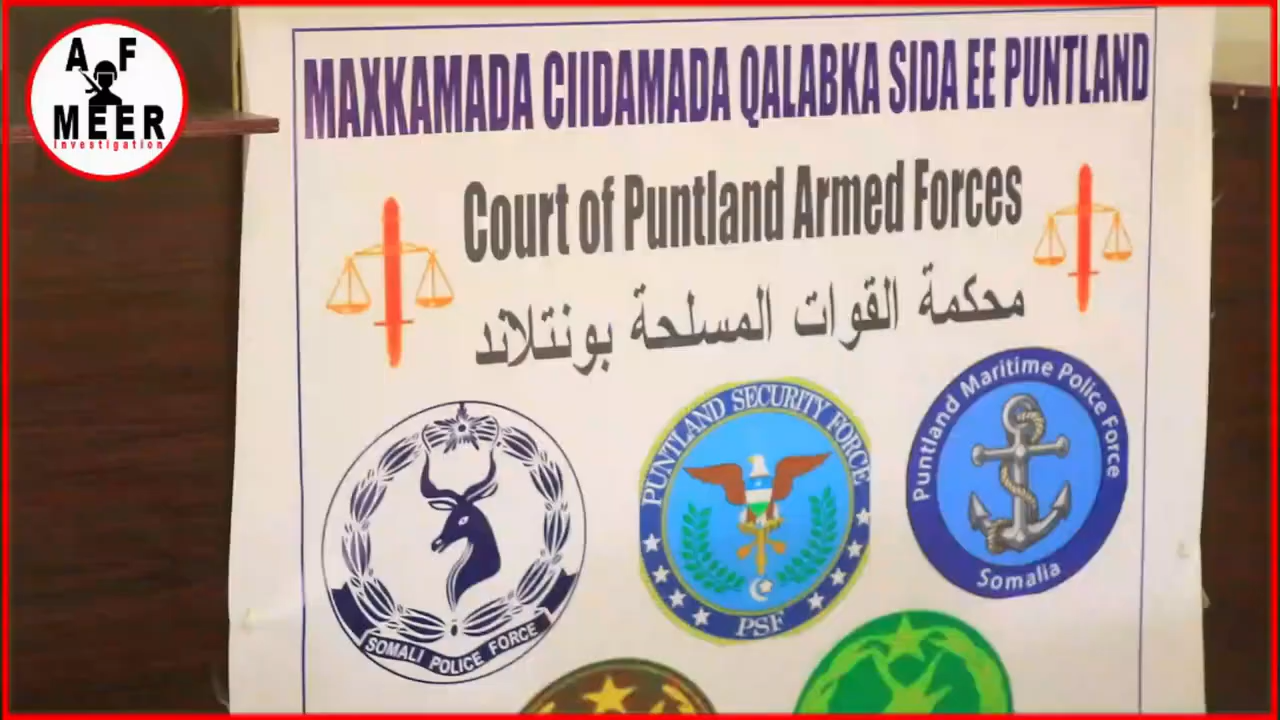 A F
MEER
Investigation
MAXKAMADA CIIDAMADA QALABKA SIDA EE PUNTLAND
Court of Puntland Armed Forces
محكمة القوات المسلحة بونتلاند
SOMALI POLICE FORCE
PUNTLAND SECURITY FORCE
PSF
Puntland Maritime Police Force
Somalia